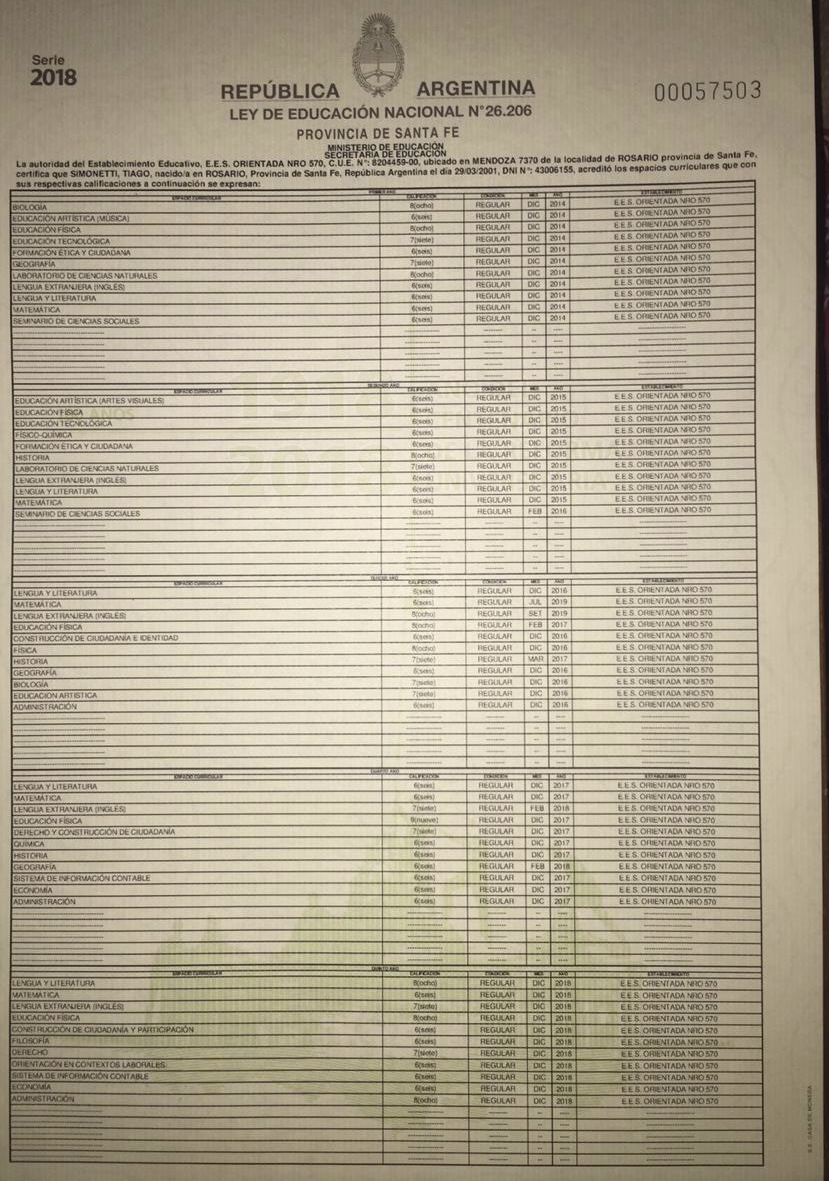 Serie
2018
REPÚBLICA ARGENTINA
00057503
LEY DE EDUCACIÓN NACIONAL N°26.206
PROVINCIA DE SANTA FE
MINISTERIO DE EDUCACIÓN
SECRETARIA DE EDUCACIÓN
La autoridad del Establecimiento Educativo, E.E.S. ORIENTADA NRO 570, C.U.E. N°: 8204459-00, ubicado en MENDOZA 7370 de la localidad de ROSARIO provincia de Santa Fe,
certifica que SIMONETTI, TIAGO, nacido/a en ROSARIO, Provincia de Santa Fe, República Argentina el día 29/03/2001, DNI N°: 43006155, acreditó los espacios curriculares que con
sus respectivas calificaciones a continuación se expresan:
PRIMER AÑO
ESPACIO CURRICULAR CALIFICACIÓN CONDICIÓN MES AÑO ESTABLECIMIENTO
BIOLOGÍA 8(ocho) REGULAR DIC 2014 E.E.S. ORIENTADA NRO 570
EDUCACIÓN ARTÍSTICA (MÚSICA) 6(seis) REGULAR DIC 2014 E.E.S. ORIENTADA NRO 570
EDUCACIÓN FÍSICA 8(ocho) REGULAR DIC 2014 E.E.S. ORIENTADA NRO 570
EDUCACIÓN TECNOLÓGICA 7(siete) REGULAR DIC 2014 E.E.S. ORIENTADA NRO 570
FORMACIÓN ÉTICA Y CIUDADANA 6(seis) REGULAR DIC 2014 E.E.S. ORIENTADA NRO 570
GEOGRAFÍA 7(siete) REGULAR DIC 2014 E.E.S. ORIENTADA NRO 570
LABORATORIO DE CIENCIAS NATURALES 8(ocho) REGULAR DIC 2014 E.E.S. ORIENTADA NRO 570
LENGUA EXTRANJERA (INGLÉS) 6(seis) REGULAR DIC 2014 E.E.S. ORIENTADA NRO 570
LENGUA Y LITERATURA 6(seis) REGULAR DIC 2014 E.E.S. ORIENTADA NRO 570
MATEMÁTICA 6(seis) REGULAR DIC 2014 E.E.S. ORIENTADA NRO 570
SEMINARIO DE CIENCIAS SOCIALES 6(seis) REGULAR DIC 2014 E.E.S. ORIENTADA NRO 570
SEGUNDO AÑO
ESPACIO CURRICULAR CALIFICACIÓN CONDICIÓN MES AÑO ESTABLECIMIENTO
EDUCACIÓN ARTÍSTICA (ARTES VISUALES) 6(seis) REGULAR DIC 2015 E.E.S. ORIENTADA NRO 570
EDUCACIÓN FÍSICA 6(seis) REGULAR DIC 2015 E.E.S. ORIENTADA NRO 570
EDUCACIÓN TECNOLÓGICA 6(seis) REGULAR DIC 2015 E.E.S. ORIENTADA NRO 570
FÍSICO-QUÍMICA 6(seis) REGULAR DIC 2015 E.E.S. ORIENTADA NRO 570
FORMACIÓN ÉTICA Y CIUDADANA 6(seis) REGULAR DIC 2015 E.E.S. ORIENTADA NRO 570
HISTORIA 8(ocho) REGULAR DIC 2015 E.E.S. ORIENTADA NRO 570
LABORATORIO DE CIENCIAS NATURALES 7(siete) REGULAR DIC 2015 E.E.S. ORIENTADA NRO 570
LENGUA EXTRANJERA (INGLÉS) 6(seis) REGULAR DIC 2015 E.E.S. ORIENTADA NRO 570
LENGUA Y LITERATURA 6(seis) REGULAR DIC 2015 E.E.S. ORIENTADA NRO 570
MATEMÁTICA 6(seis) REGULAR DIC 2015 E.E.S. ORIENTADA NRO 570
SEMINARIO DE CIENCIAS SOCIALES 6(seis) REGULAR FEB 2016 E.E.S. ORIENTADA NRO 570
TERCER AÑO
ESPACIO CURRICULAR CALIFICACIÓN CONDICIÓN MES AÑO ESTABLECIMIENTO
LENGUA Y LITERATURA 6(seis) REGULAR DIC 2016 E.E.S. ORIENTADA NRO 570
MATEMÁTICA 6(seis) REGULAR JUL 2019 E.E.S. ORIENTADA NRO 570
LENGUA EXTRANJERA (INGLÉS) 8(ocho) REGULAR SET 2019 E.E.S. ORIENTADA NRO 570
EDUCACIÓN FÍSICA 8(ocho) REGULAR FEB 2017 E.E.S. ORIENTADA NRO 570
CONSTRUCCIÓN DE CIUDADANÍA E IDENTIDAD 6(seis) REGULAR DIC 2016 E.E.S. ORIENTADA NRO 570
FÍSICA 8(ocho) REGULAR DIC 2016 E.E.S. ORIENTADA NRO 570
HISTORIA 7(siete) REGULAR MAR 2017 E.E.S. ORIENTADA NRO 570
GEOGRAFÍA 6(seis) REGULAR DIC 2016 E.E.S. ORIENTADA NRO 570
BIOLOGÍA 7(siete) REGULAR DIC 2016 E.E.S. ORIENTADA NRO 570
EDUCACIÓN ARTÍSTICA 7(siete) REGULAR DIC 2016 E.E.S. ORIENTADA NRO 570
ADMINISTRACIÓN 6(seis) REGULAR DIC 2016 E.E.S. ORIENTADA NRO 570
CUARTO AÑO
ESPACIO CURRICULAR CALIFICACIÓN CONDICIÓN MES AÑO ESTABLECIMIENTO
LENGUA Y LITERATURA 6(seis) REGULAR DIC 2017 E.E.S. ORIENTADA NRO 570
MATEMÁTICA 6(seis) REGULAR DIC 2017 E.E.S. ORIENTADA NRO 570
LENGUA EXTRANJERA (INGLÉS) 7(siete) REGULAR FEB 2018 E.E.S. ORIENTADA NRO 570
EDUCACIÓN FÍSICA 9(nueve) REGULAR DIC 2017 E.E.S. ORIENTADA NRO 570
DERECHO Y CONSTRUCCIÓN DE CIUDADANÍA 7(siete) REGULAR DIC 2017 E.E.S. ORIENTADA NRO 570
QUÍMICA 6(seis) REGULAR DIC 2017 E.E.S. ORIENTADA NRO 570
HISTORIA 6(seis) REGULAR DIC 2017 E.E.S. ORIENTADA NRO 570
GEOGRAFÍA 6(seis) REGULAR FEB 2018 E.E.S. ORIENTADA NRO 570
SISTEMA DE INFORMACIÓN CONTABLE 6(seis) REGULAR DIC 2017 E.E.S. ORIENTADA NRO 570
ECONOMÍA 6(seis) REGULAR DIC 2017 E.E.S. ORIENTADA NRO 570
ADMINISTRACIÓN 6(seis) REGULAR DIC 2017 E.E.S. ORIENTADA NRO 570
QUINTO AÑO
ESPACIO CURRICULAR CALIFICACIÓN CONDICIÓN MES AÑO ESTABLECIMIENTO
LENGUA Y LITERATURA 8(ocho) REGULAR DIC 2018 E.E.S. ORIENTADA NRO 570
MATEMÁTICA 6(seis) REGULAR DIC 2018 E.E.S. ORIENTADA NRO 570
LENGUA EXTRANJERA (INGLÉS) 7(siete) REGULAR DIC 2018 E.E.S. ORIENTADA NRO 570
EDUCACIÓN FÍSICA 8(ocho) REGULAR DIC 2018 E.E.S. ORIENTADA NRO 570
CONSTRUCCIÓN DE CIUDADANÍA Y PARTICIPACIÓN 6(seis) REGULAR DIC 2018 E.E.S. ORIENTADA NRO 570
FILOSOFÍA 6(seis) REGULAR DIC 2018 E.E.S. ORIENTADA NRO 570
DERECHO 7(siete) REGULAR DIC 2018 E.E.S. ORIENTADA NRO 570
ORIENTACIÓN EN CONTEXTOS LABORALES 6(seis) REGULAR DIC 2018 E.E.S. ORIENTADA NRO 570
SISTEMA DE INFORMACIÓN CONTABLE 6(seis) REGULAR DIC 2018 E.E.S. ORIENTADA NRO 570
ECONOMÍA 6(seis) REGULAR DIC 2018 E.E.S. ORIENTADA NRO 570
ADMINISTRACIÓN 8(ocho) REGULAR DIC 2018 E.E.S. ORIENTADA NRO 570
S.E. CASA DE MONEDA